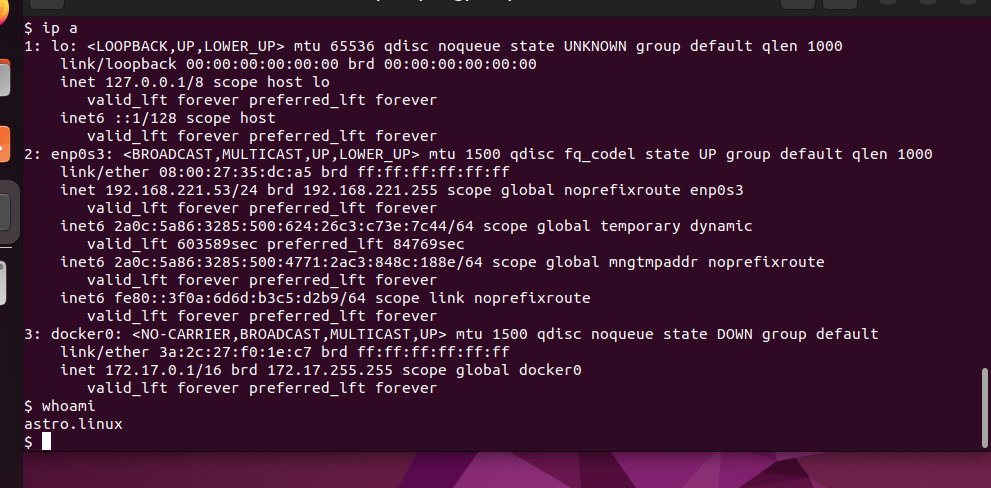 $ ip a
1: lo: <LOOPBACK,UP,LOWER_UP> mtu 65536 qdisc noqueue state UNKNOWN group default qlen 1000
    link/loopback 00:00:00:00:00:00 brd 00:00:00:00:00:00
    inet 127.0.0.1/8 scope host lo
       valid_lft forever preferred_lft forever
    inet6 ::1/128 scope host
       valid_lft forever preferred_lft forever
2: enp0s3: <BROADCAST,MULTICAST,UP,LOWER_UP> mtu 1500 qdisc fq_codel state UP group default qlen 1000
    link/ether 08:00:27:35:dc:a5 brd ff:ff:ff:ff:ff:ff
    inet 192.168.221.53/24 brd 192.168.221.255 scope global noprefixroute enp0s3
       valid_lft forever preferred_lft forever
    inet6 2a0c:5a86:3285:500:624:26c3:c73e:7c44/64 scope global temporary dynamic
       valid_lft 603589sec preferred_lft 84769sec
    inet6 2a0c:5a86:3285:500:4771:2ac3:848c:188e/64 scope global mngtmpaddr noprefixroute
       valid_lft forever preferred_lft forever
    inet6 fe80::3f0a:6d6d:b3c5:d2b9/64 scope link noprefixroute
       valid_lft forever preferred_lft forever
3: docker0: <NO-CARRIER,BROADCAST,MULTICAST,UP> mtu 1500 qdisc noqueue state DOWN group default
    link/ether 3a:2c:27:f0:1e:c7 brd ff:ff:ff:ff:ff:ff
    inet 172.17.0.1/16 brd 172.17.255.255 scope global docker0
       valid_lft forever preferred_lft forever
$ whoami
astro.linux
$